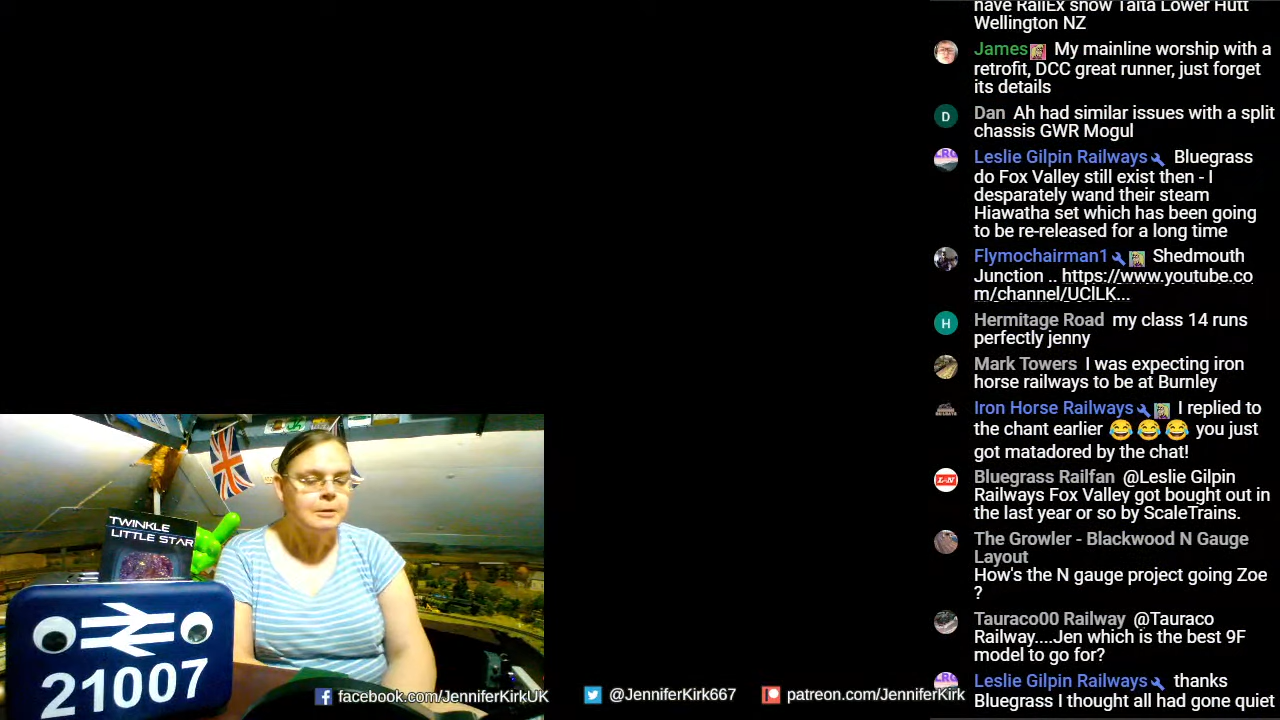 have RailEx show Taita Lower Hutt
Wellington NZ
James My mainline worship with a
retrofit, DCC great runner, just forget
its details
D
Dan Ah had similar issues with a split
chassis GWR Mogul
Leslie Gilpin Railways Bluegrass
do Fox Valley still exist then - I
desparately wand their steam
Hiawatha set which has been going
to be re-released for a long time
Flymochairman1 Shedmouth
Junction .. https://www.youtube.co
m/channel/UClLK...
H
Hermitage Road my class 14 runs
perfectly jenny
Mark Towers I was expecting iron
horse railways to be at Burnley
Iron Horse Railways I replied to
the chant earlier 😂😂😂 you just
got matadored by the chat!
L&N
Bluegrass Railfan @Leslie Gilpin
Railways Fox Valley got bought out in
the last year or so by ScaleTrains.
The Growler - Blackwood N Gauge
Layout
How's the N gauge project going Zoe
?
Tauraco00 Railway @Tauraco
Railway....Jen which is the best 9F
model to go for?
Leslie Gilpin Railways thanks
Bluegrass I thought all had gone quiet
TWINKLE
LITTLE STAR
21007
facebook.com/JenniferKirkUK
@JenniferKirk667
patreon.com/JenniferKirk